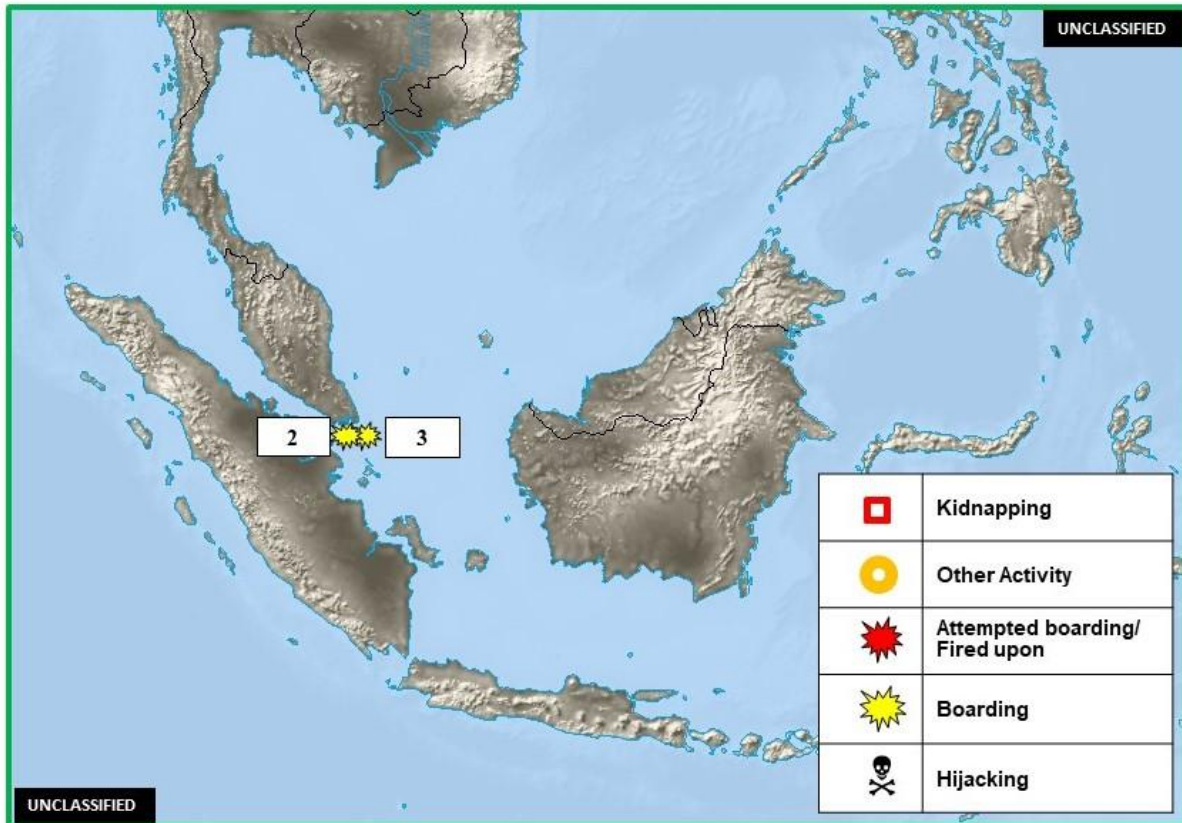 UNCLASSIFIED
2
3
Kidnapping
Other Activity
Attempted boarding/
Fired upon
Boarding
Hijacking
UNCLASSIFIED